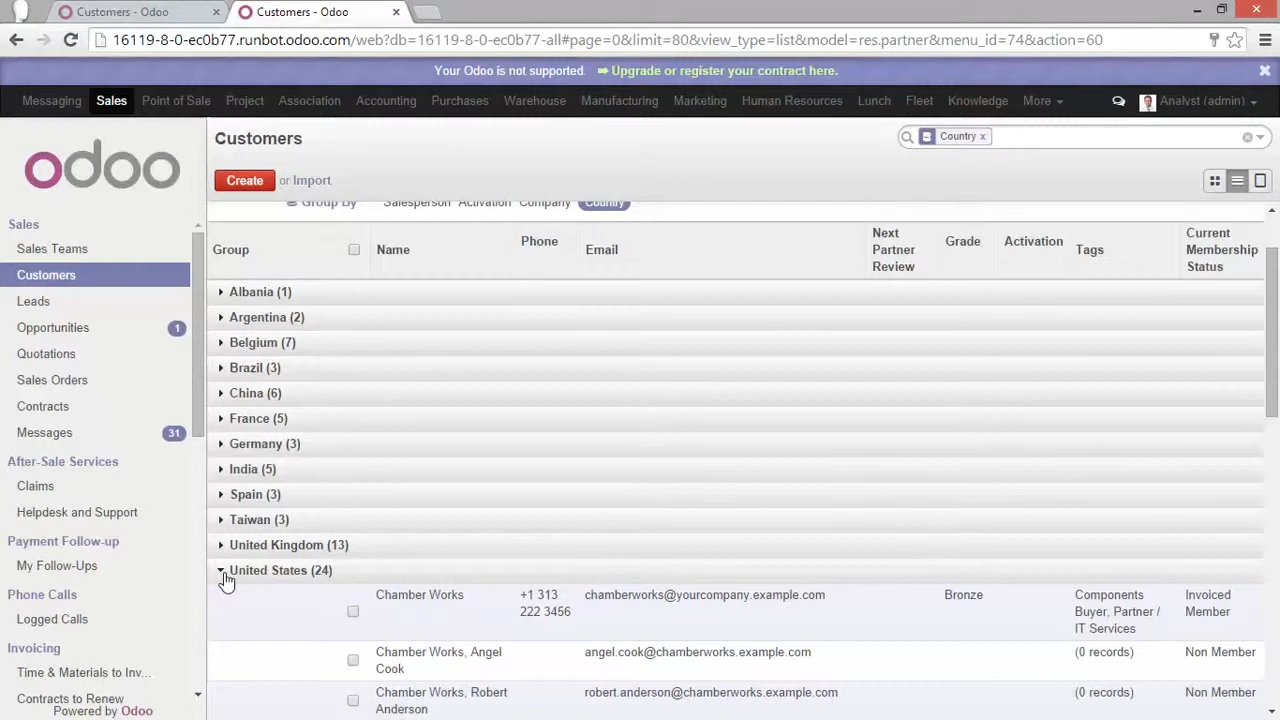 Customers - Odoo
Customers - Odoo
16119-8-0-ec0b77.runbot.odoo.com/web?db=16119-8-0-ec0b77-all#page=0&limit=80&view_type=list&model=res.partner&menu_id=74&action=60
Your Odoo is not supported. ➡ Upgrade or register your contract here.
Messaging Sales Point of Sale Project Association Accounting Purchases Warehouse Manufacturing Marketing Human Resources Lunch Fleet Knowledge More Analyst (admin)
odoo
Customers
Country x
Create or Import
Group By Salesperson Activation Company Country
Group Name Phone Email Next Partner Review Grade Activation Tags Current Membership Status
Albania (1)
Argentina (2)
Belgium (7)
Brazil (3)
China (6)
France (5)
Germany (3)
India (5)
Spain (3)
Taiwan (3)
United Kingdom (13)
United States (24)
Chamber Works +1 313 222 3456 chamberworks@yourcompany.example.com Bronze Components Buyer, Partner / IT Services Invoiced Member
Chamber Works, Angel Cook angel.cook@chamberworks.example.com (0 records) Non Member
Chamber Works, Robert Anderson robert.anderson@chamberworks.example.com (0 records) Non Member
Sales
Sales Teams
Customers
Leads
Opportunities 1
Quotations
Sales Orders
Contracts
Messages 31
After-Sale Services
Claims
Helpdesk and Support
Payment Follow-up
My Follow-Ups
Phone Calls
Logged Calls
Invoicing
Time & Materials to Inv...
Contracts to Renew
Powered by Odoo